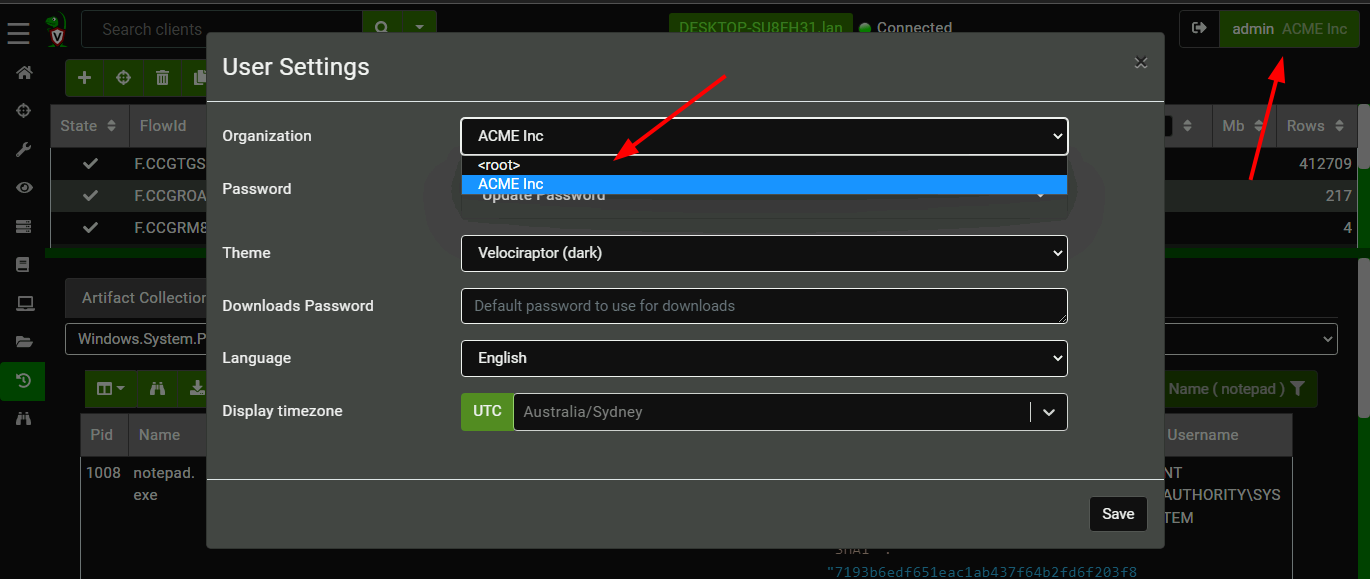 Search clients
DESKTOP-SU8FH31.lan
Connected
admin ACME Inc
User Settings
State
FlowId
Mb
Rows
Organization
ACME Inc
<root>
ACME Inc
F.CCGTGS
412709
Password
Update Password
F.CCGROA
217
F.CCGRM8
4
Theme
Velociraptor (dark)
Artifact Collection
Downloads Password
Default password to use for downloads
Windows.System.P
Language
English
Name ( notepad )
Display timezone
UTC
Australia/Sydney
Pid
Name
Username
1008
notepad.
exe
NT
AUTHORITY\SYS
TEM
Save
"7193b6edf651eac1ab437f64b2fd6f203f8